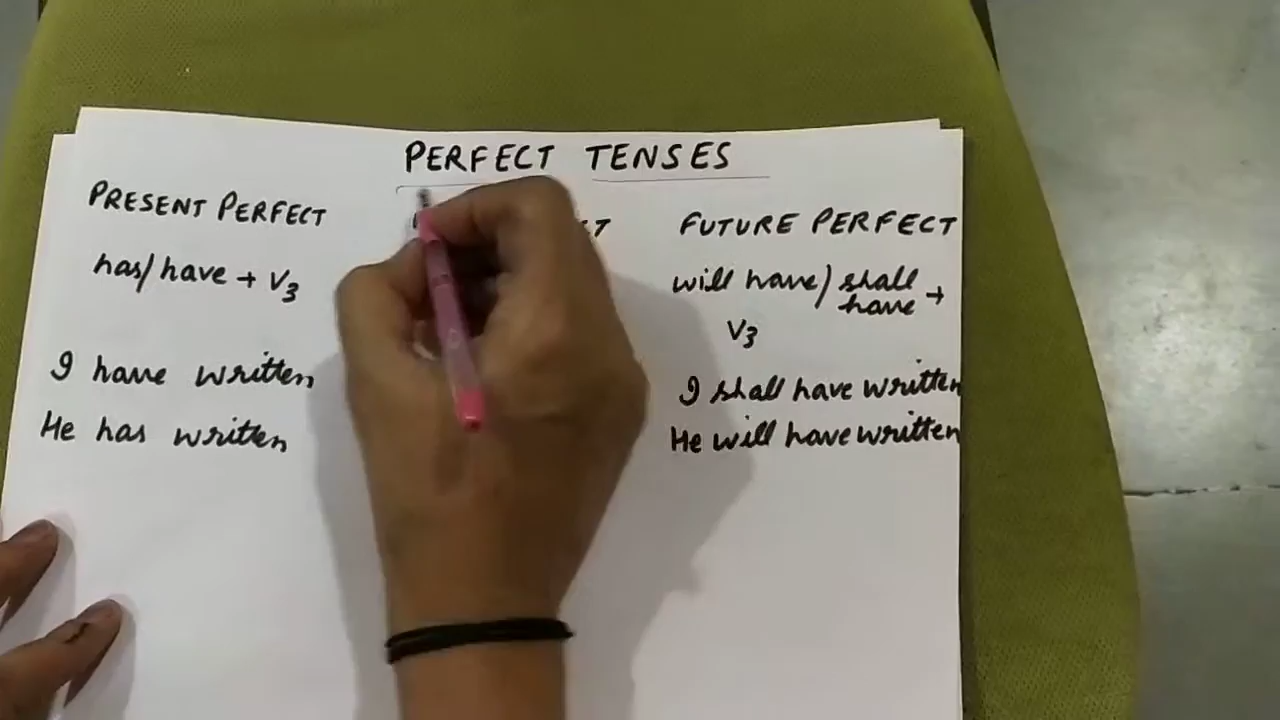 PERFECT TENSES
PRESENT PERFECT
has/have + V3
I have written
He has written
FUTURE PERFECT
will have/shall
have +
V3
I shall have written
He will have written